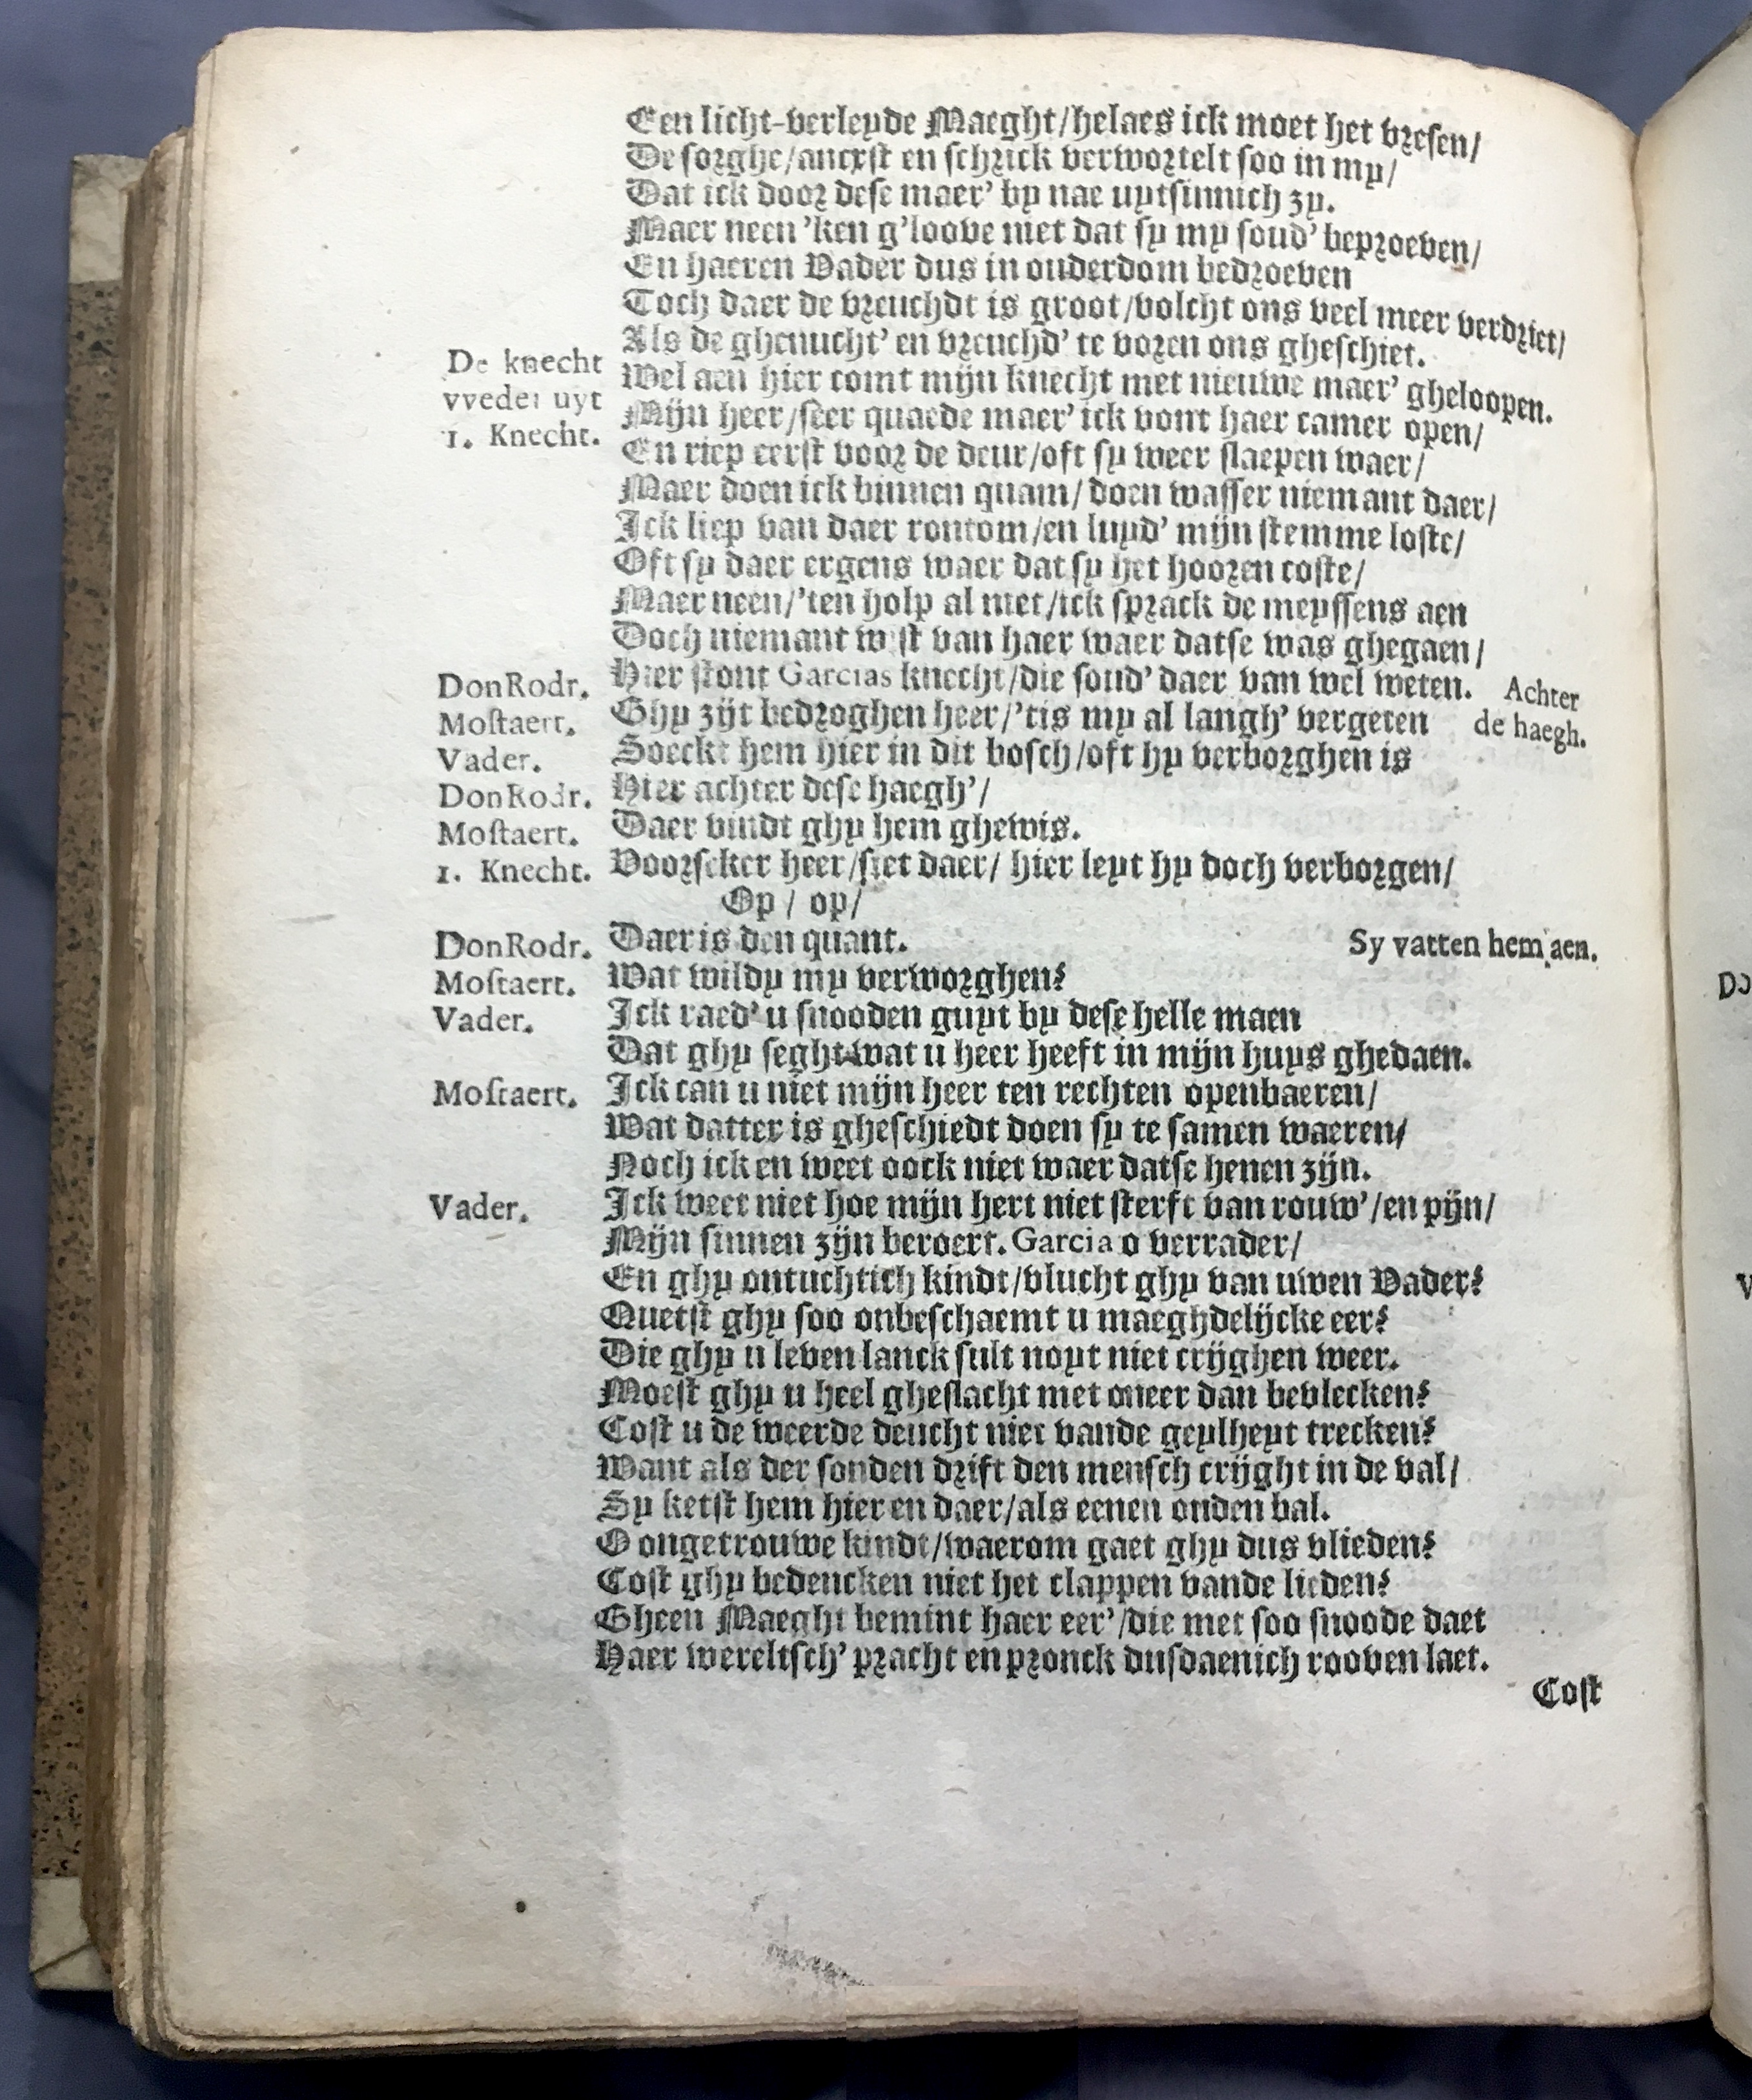 Een licht-verleyde Maeght/helaes ick moet het vresen/
De sorghe/ancxst en schrick verwortelt soo in my/
Dat ick door dese maer' by nae uytsinnich zy.
Maer neen 'ken g'loove niet dat sy my soud' beproeven/
En haeren Vader dus in ouderdom bedroeven
Toch daer de vreuchdt is groot/volcht ons veel meer verdriet/
Als de ghenucht' en vreuchd' te voren ons gheschiet.
De knecht vveder uyt
Wel aen hier comt mijn knecht met nieuwe maer' gheloopen.
1. Knecht. Mijn heer/seer quaede maer' ick vont haer camer open/
En riep eerst voor de deur/oft sy weer slaepen waer/
Maer doen ick binnen quam/doen wasser niemant daer/
Ick liep van daer rontom/en luyd' mijn stemme loste/
Oft sy daer ergens waer dat sy het hooren coste/
Maer neen/'ten holp al niet/ick sprack de meyssens aen
Doch niemant wist van haer waer datse was ghegaen/
Hier stont Garcias knecht/die soud' daer van wel weten.
DonRodr. Ghy zijt bedroghen heer/'tis my al langh' vergeten
Achter de haegh.
Mostaert.
Vader. Soeckt hem hier in dit bosch/oft hy verborghen is
DonRodr. Hier achter dese haegh'/
Mostaert. Daer vindt ghy hem ghewis.
1. Knecht. Voorseker heer/siet daer/ hier leyt hy doch verborgen/
Op/ op/
DonRodr. Daer is den quant. Sy vatten hem aen.
Mostaert. Wat wildy my verworghen?
Vader. Ick raed' u snooden guyt by dese helle maen
Dat ghy seght wat u heer heeft in mijn huys ghedaen.
Mostaert. Ick can u niet mijn heer ten rechten openbaeren/
Wat datter is gheschiedt doen sy te samen waeren/
Noch ick en weet oock niet waer datse henen zijn.
Vader. Ick weet niet hoe mijn hert niet sterft van rouw'/en pijn/
Mijn sinnen zijn beroert. Garcia o verrader/
En ghy ontuchtich kindt/vlucht ghy van uwen Vader?
Quetst ghy soo onbeschaemt u maeghdelijcke eer?
Die ghy u leven lanck sult noyt niet crijghen weer.
Moest ghy u heel gheslacht met oneer dan bevlecken?
Cost u de weerde deucht niet vande geylheyt trecken?
Want als der sonden drift den mensch crijght in de val/
Sy ketst hem hier en daer/als eenen onden bal.
O ongetrouwe kindt/waerom gaet ghy dus vlieden?
Cost ghy bedencken niet het clappen vande lieden?
Gheen Maeght bemint haer eer'/die met soo snoode daet
Haer wereltsch' pracht en pronck dusdaenich rooven laet.
Cost